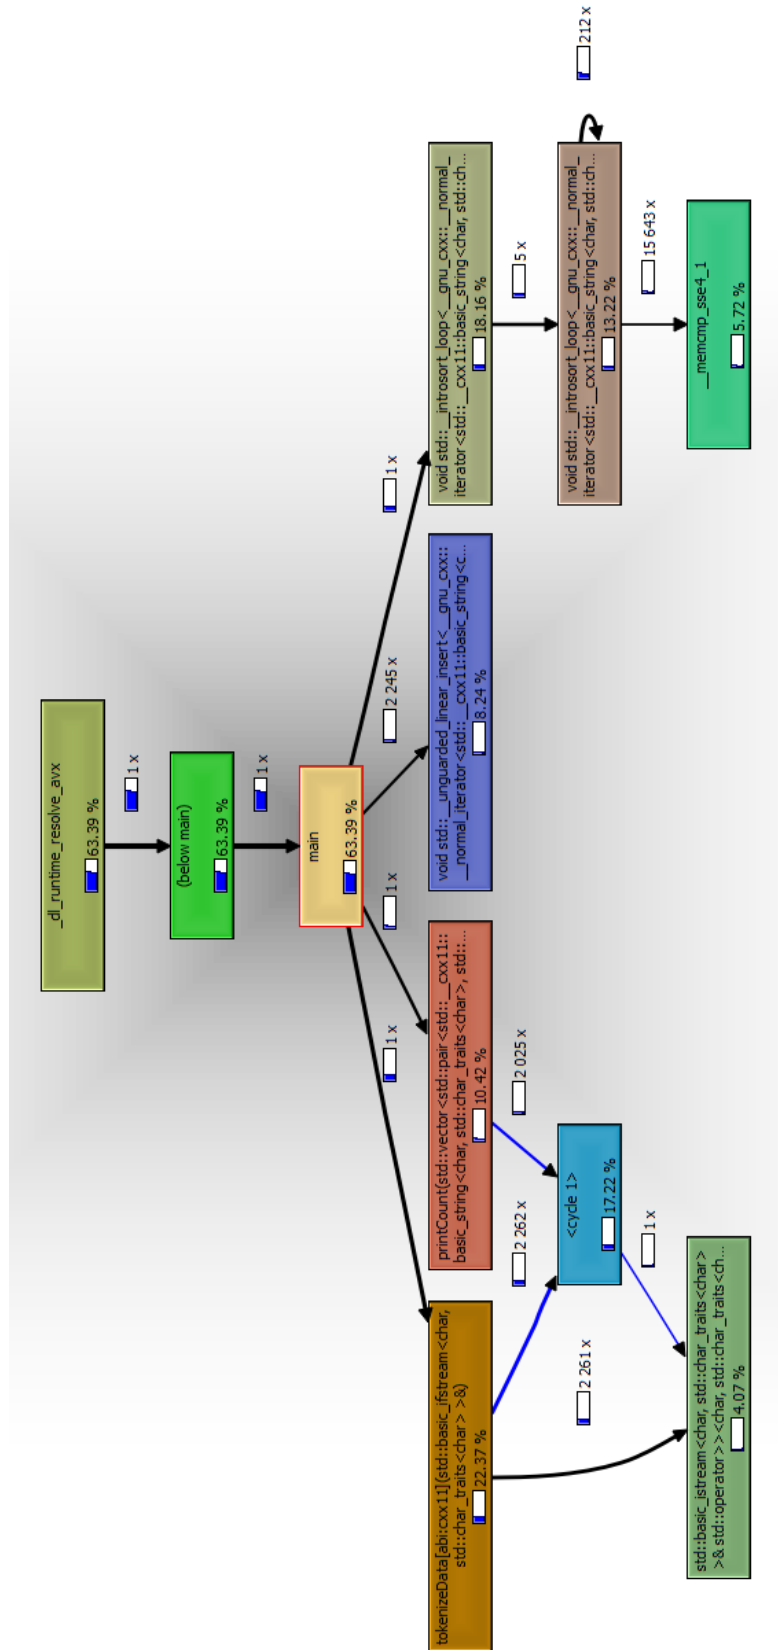 _dl_runtime_resolve_avx
63.39 %
1 x
(below main)
63.39 %
1 x
main
63.39 %
1 x
1 x
2 245 x
1 x
tokenizeData[abi:cxx11](std::basic_ifstream<char,
std::char_traits<char> >&)
22.37 %
printCount(std::vector<std::pair<std::__cxx11::
basic_string<char, std::char_traits<char>, std::...
10.42 %
void std::__unguarded_linear_insert<__gnu_cxx::
__normal_iterator<std::__cxx11::basic_string<c...
8.24 %
void std::__introsort_loop<__gnu_cxx::__normal_
iterator<std::__cxx11::basic_string<char, std::ch...
18.16 %
2 262 x
2 025 x
5 x
<cycle 1>
17.22 %
void std::__introsort_loop<__gnu_cxx::__normal_
iterator<std::__cxx11::basic_string<char, std::ch...
13.22 %
212 x
2 261 x
1 x
15 643 x
std::basic_istream<char, std::char_traits<char>
>& std::operator>><char, std::char_traits<ch...
4.07 %
__memcmp_sse4_1
5.72 %